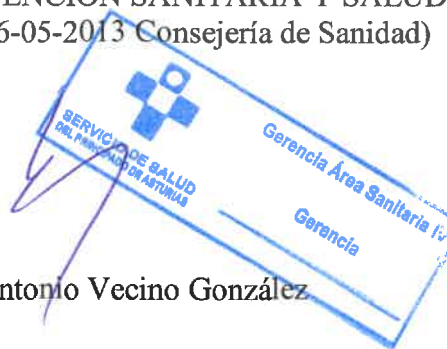 ENCIÓN SANITARIA Y SALUD
6-05-2013 Consejería de Sanidad)
SERVICIO DE SALUD
DEL PRINCIPADO DE ASTURIAS
Gerencia Área Sanitaria IV
Gerencia
ntonio Vecino González